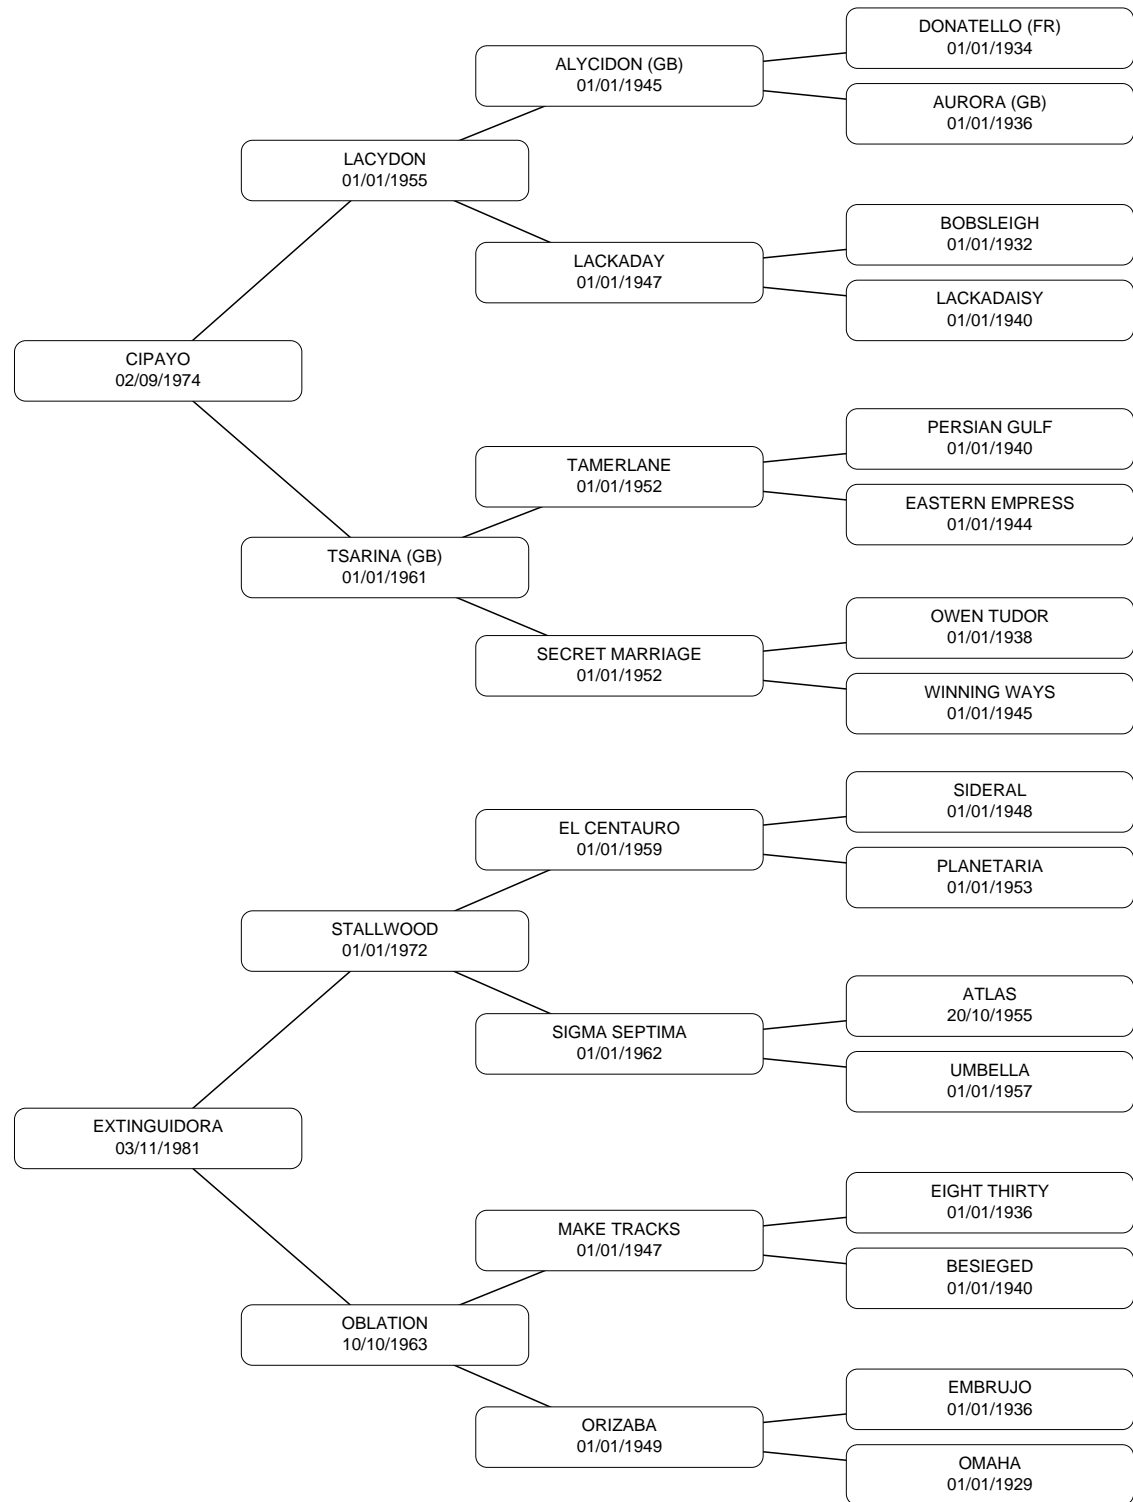 DONATELLO (FR)
01/01/1934
ALYCIDON (GB)
01/01/1945
AURORA (GB)
01/01/1936
LACYDON
01/01/1955
BOBSLEIGH
01/01/1932
LACKADAY
01/01/1947
LACKADAISY
01/01/1940
CIPAYO
02/09/1974
PERSIAN GULF
01/01/1940
TAMERLANE
01/01/1952
EASTERN EMPRESS
01/01/1944
TSARINA (GB)
01/01/1961
OWEN TUDOR
01/01/1938
SECRET MARRIAGE
01/01/1952
WINNING WAYS
01/01/1945
SIDERAL
01/01/1948
EL CENTAURO
01/01/1959
PLANETARIA
01/01/1953
STALLWOOD
01/01/1972
ATLAS
20/10/1955
SIGMA SEPTIMA
01/01/1962
UMBELLA
01/01/1957
EXTINGUIDORA
03/11/1981
EIGHT THIRTY
01/01/1936
MAKE TRACKS
01/01/1947
BESIEGED
01/01/1940
OBLATION
10/10/1963
EMBRUJO
01/01/1936
ORIZABA
01/01/1949
OMAHA
01/01/1929